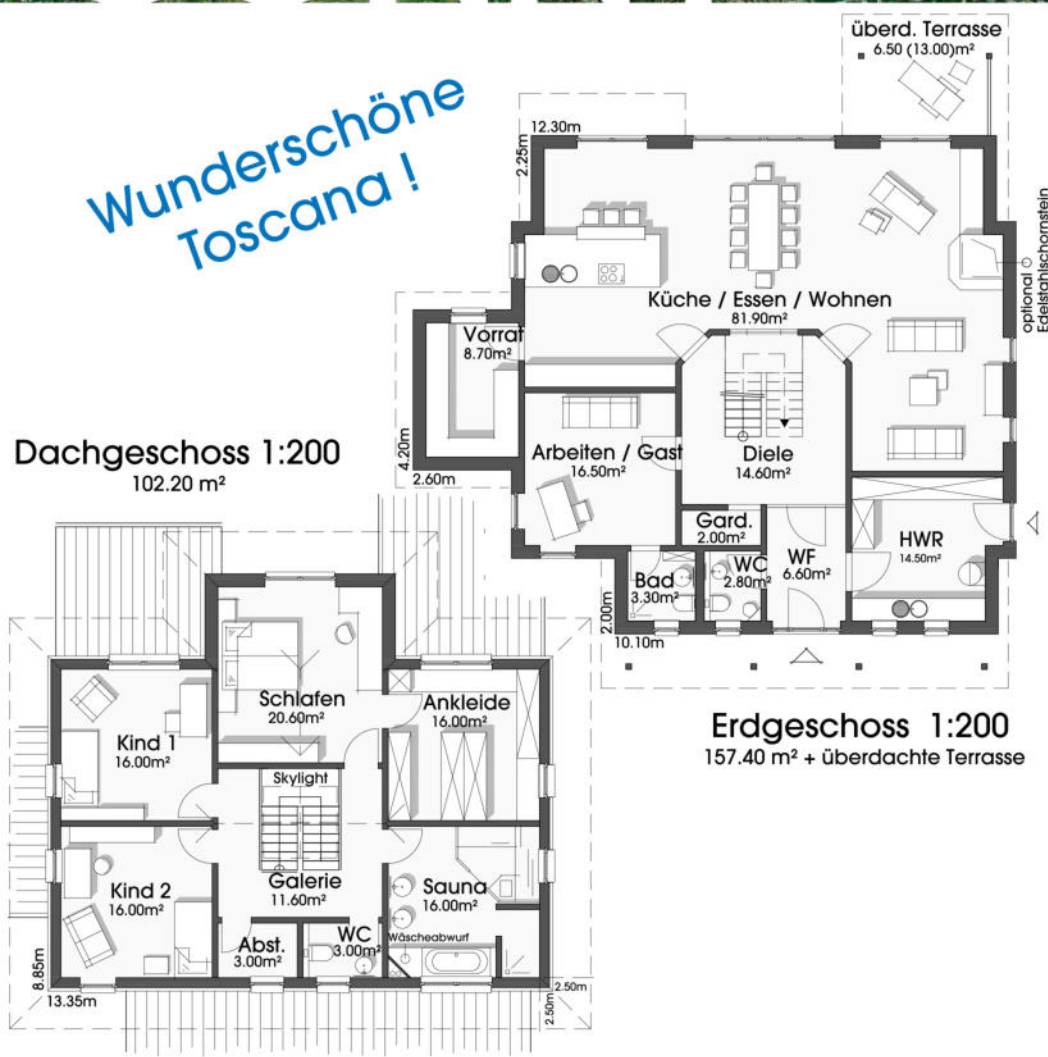 Wunderschöne
Toscana !
überd. Terrasse
6.50 (13.00)m²
12.30m
2.25m
optional
Edelstahlschornstein
Küche / Essen / Wohnen
81.90m²
Vorrat
8.70m²
4.20m
2.60m
Arbeiten / Gast
16.50m²
Diele
14.60m²
Gard.
2.00m²
HWR
14.50m²
WC
2.80m²
WF
6.60m²
Bad
3.30m²
2.00m
10.10m
Erdgeschoss 1:200
157.40 m² + überdachte Terrasse
Dachgeschoss 1:200
102.20 m²
Schlafen
20.60m²
Ankleide
16.00m²
Kind 1
16.00m²
Skylight
Kind 2
16.00m²
Galerie
11.60m²
Sauna
16.00m²
Wäscheabwurf
Abst.
3.00m²
WC
3.00m²
8.85m
13.35m
2.50m
2.50m